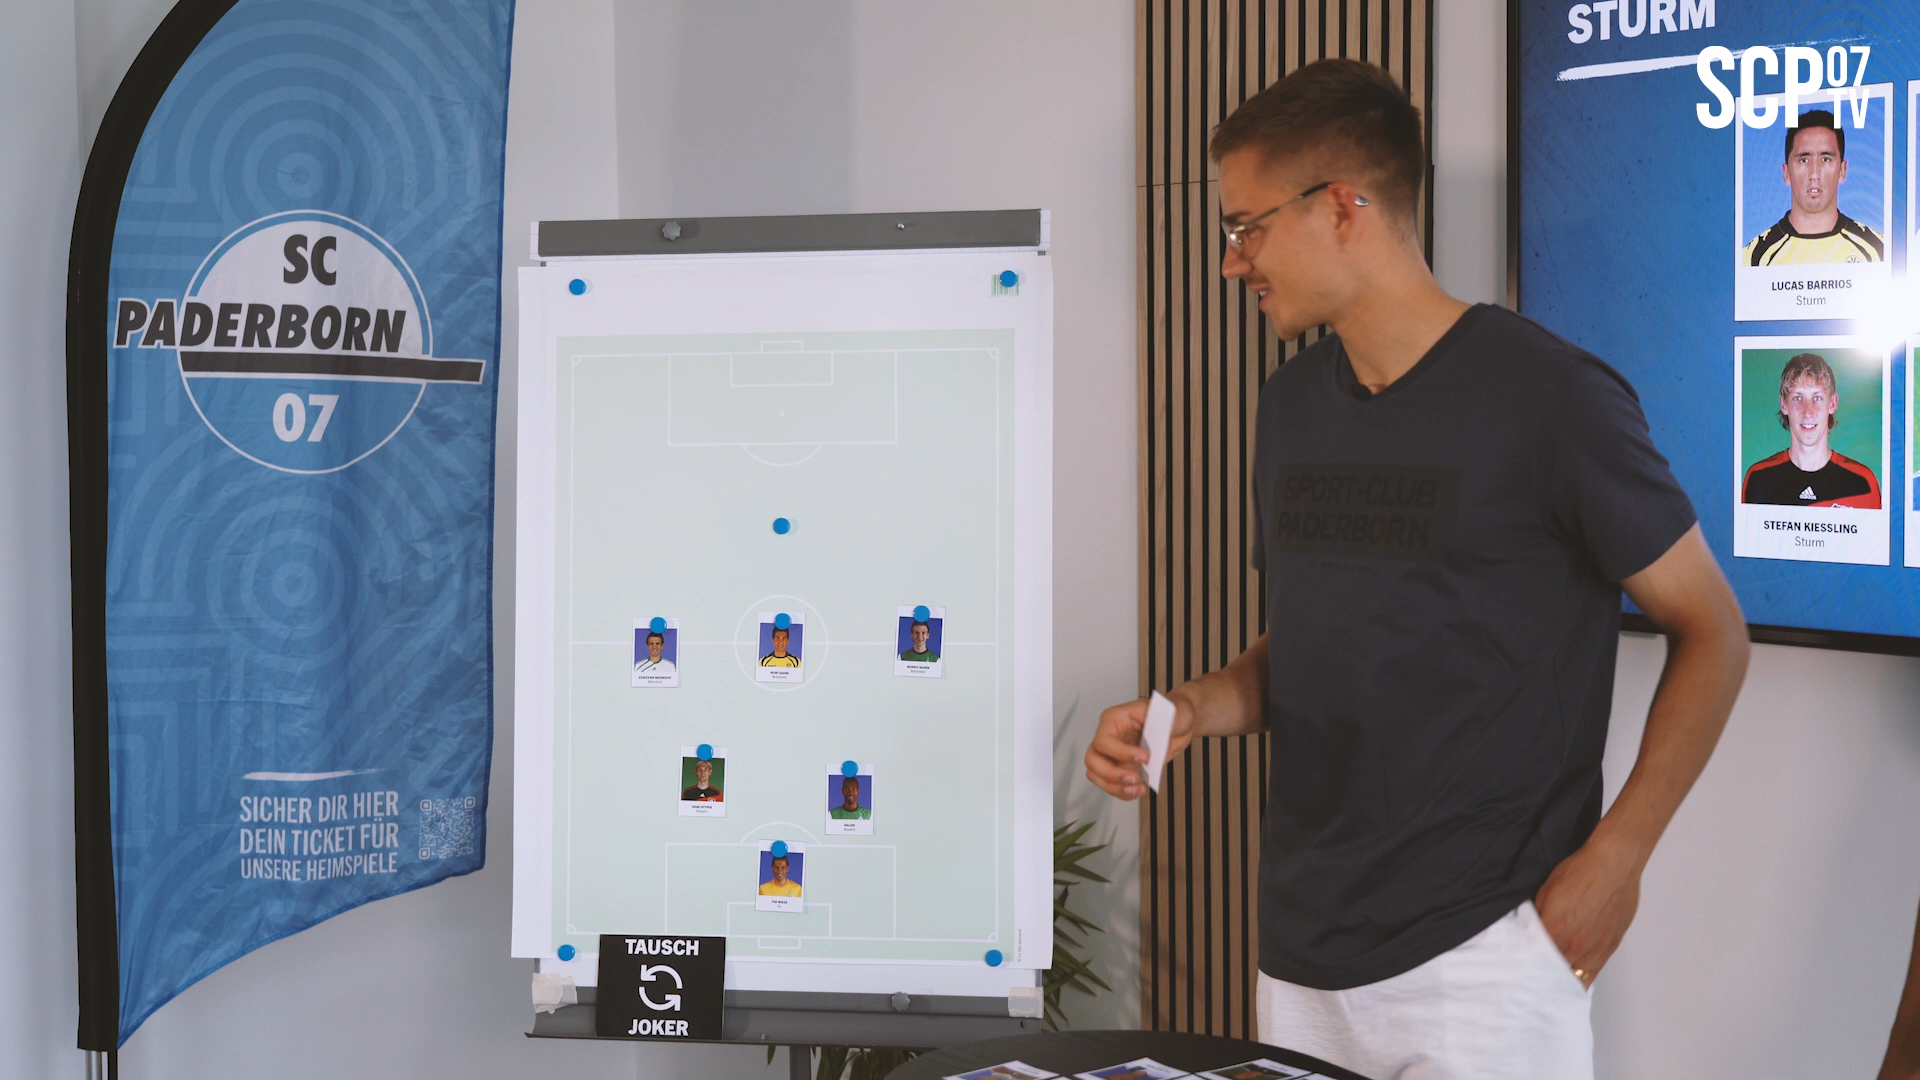 SC
PADERBORN
07
SICHER DIR HIER
DEIN TICKET FÜR
UNSERE HEIMSPIELE
TAUSCH
JOKER
SPORT-CLUB
PADERBORN
STURM
SCP07
TV
LUCAS BARRIOS
Sturm
STEFAN KIESSLING
Sturm